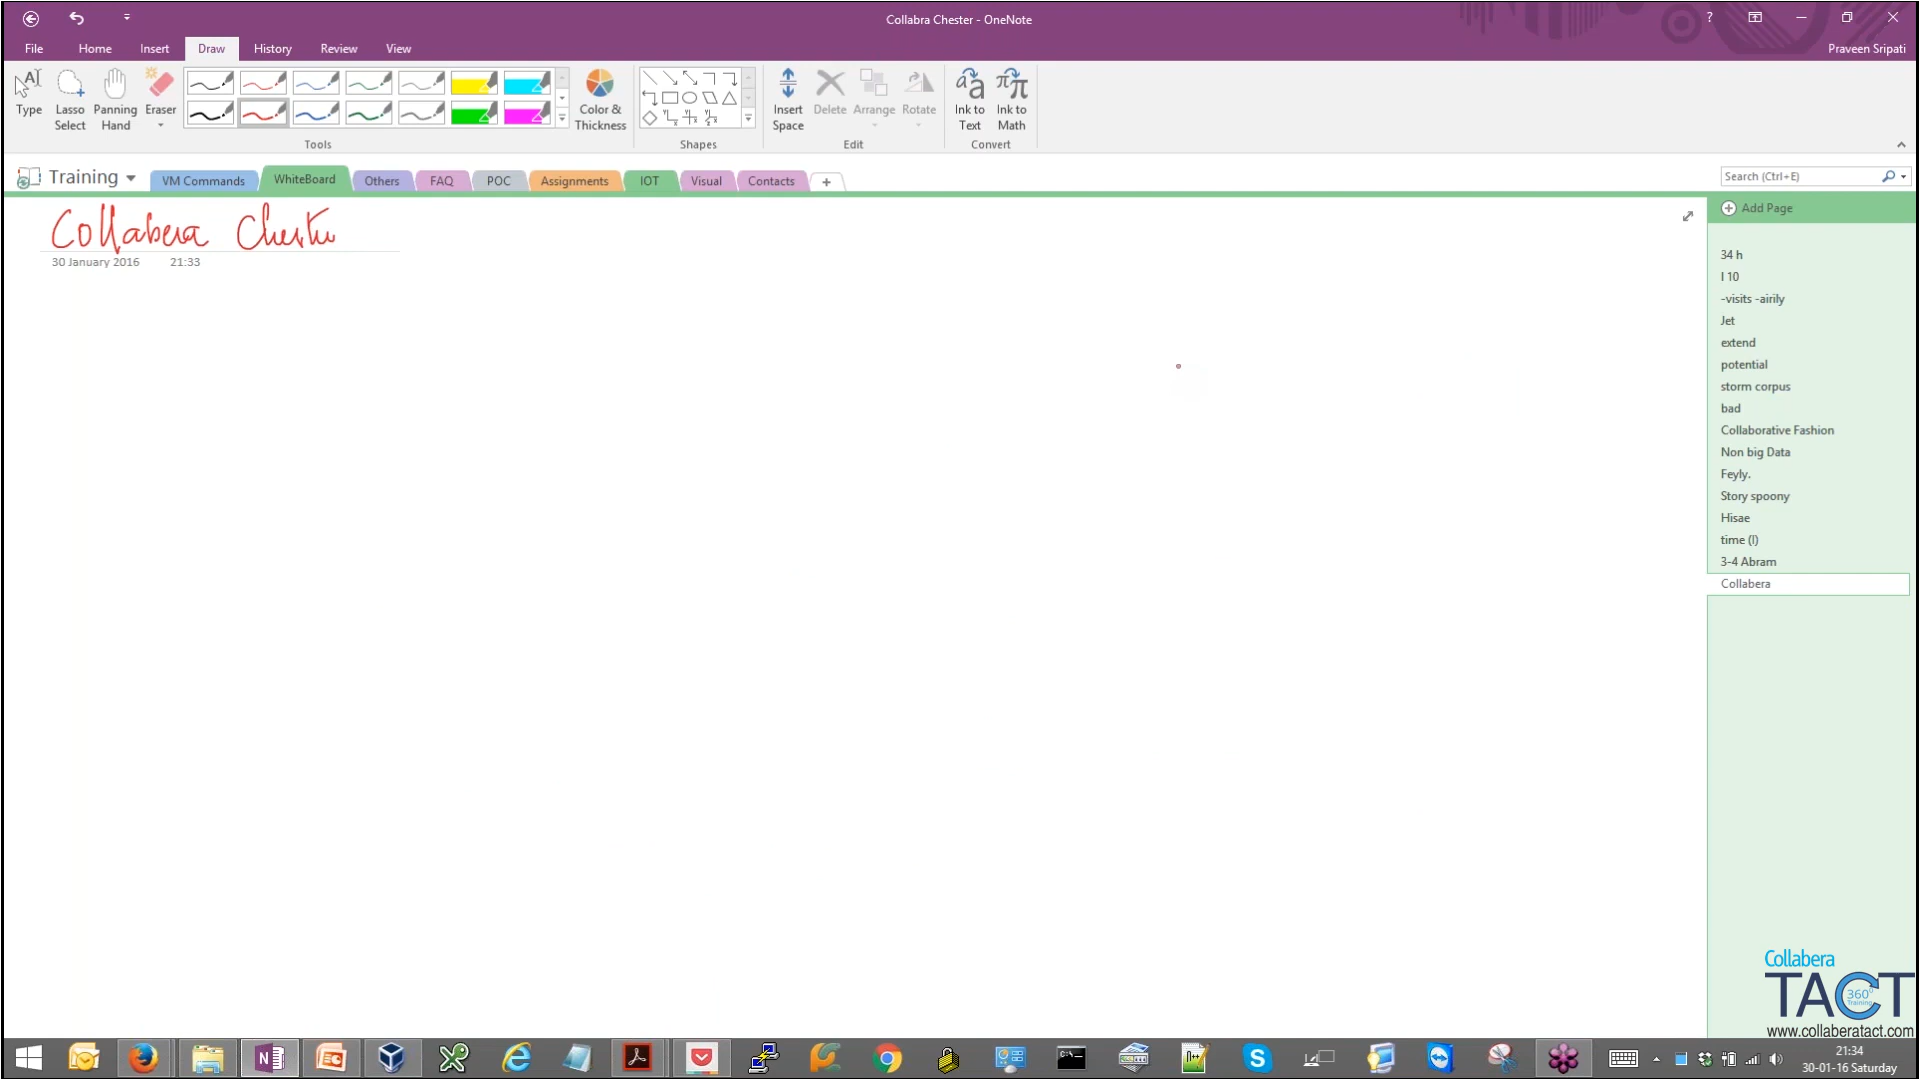 Collabra Chester - OneNote
?
File Home Insert Draw History Review View
Praveen Sripati
Type
Lasso Select
Panning Hand
Eraser
Color & Thickness
Insert Space
Delete
Arrange
Rotate
Ink to Text
Ink to Math
Tools
Shapes
Edit
Convert
Training
VM Commands WhiteBoard Others FAQ POC Assignments IOT Visual Contacts +
Search (Ctrl+E)
Collabera
30 January 2016 21:33
Add Page
34 h
I 10
-visits -airily
Jet
extend
potential
storm corpus
bad
Collaborative Fashion
Non big Data
Feyly.
Story spoony
Hisae
time (I)
3-4 Abram
Collabera
Collabera
TACT
360°
Training
www.collaberatact.com
21:34
30-01-16 Saturday